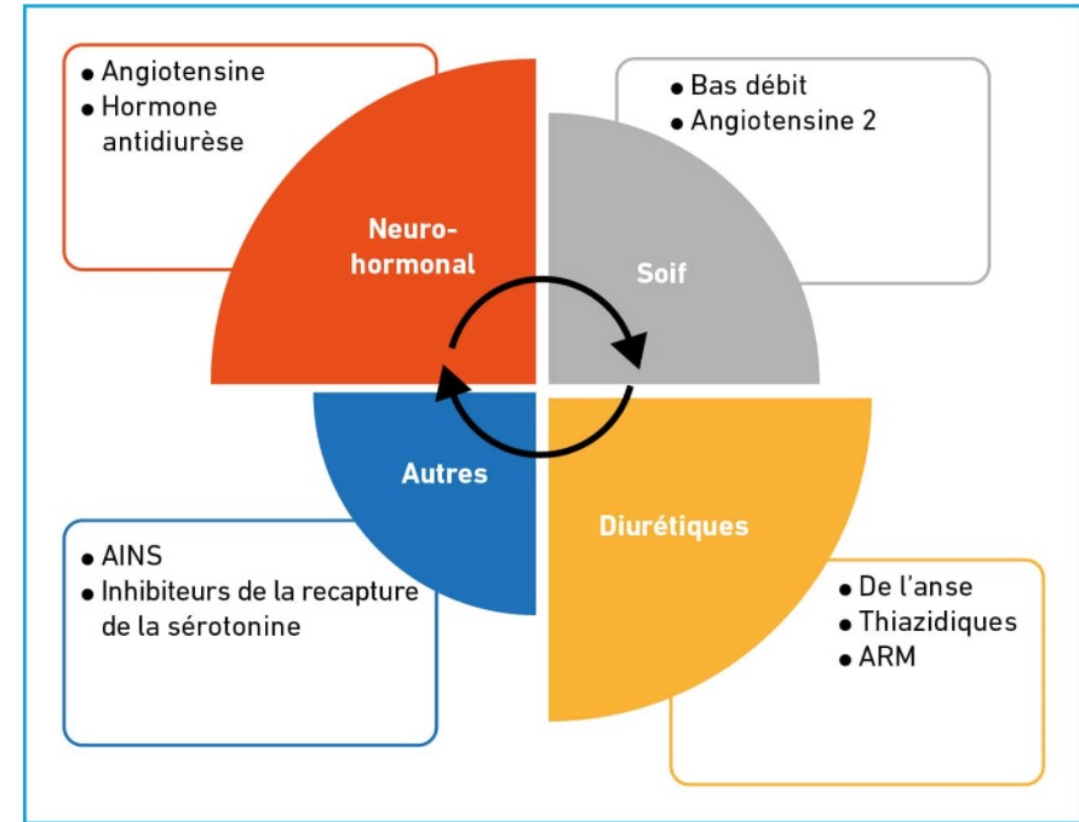 ● Angiotensine
● Hormone
antidiurèse
● Bas débit
● Angiotensine 2
Neuro-
hormonal
Soif
Autres
Diurétiques
● AINS
● Inhibiteurs de la recapture
de la sérotonine
● De l'anse
● Thiazidiques
● ARM